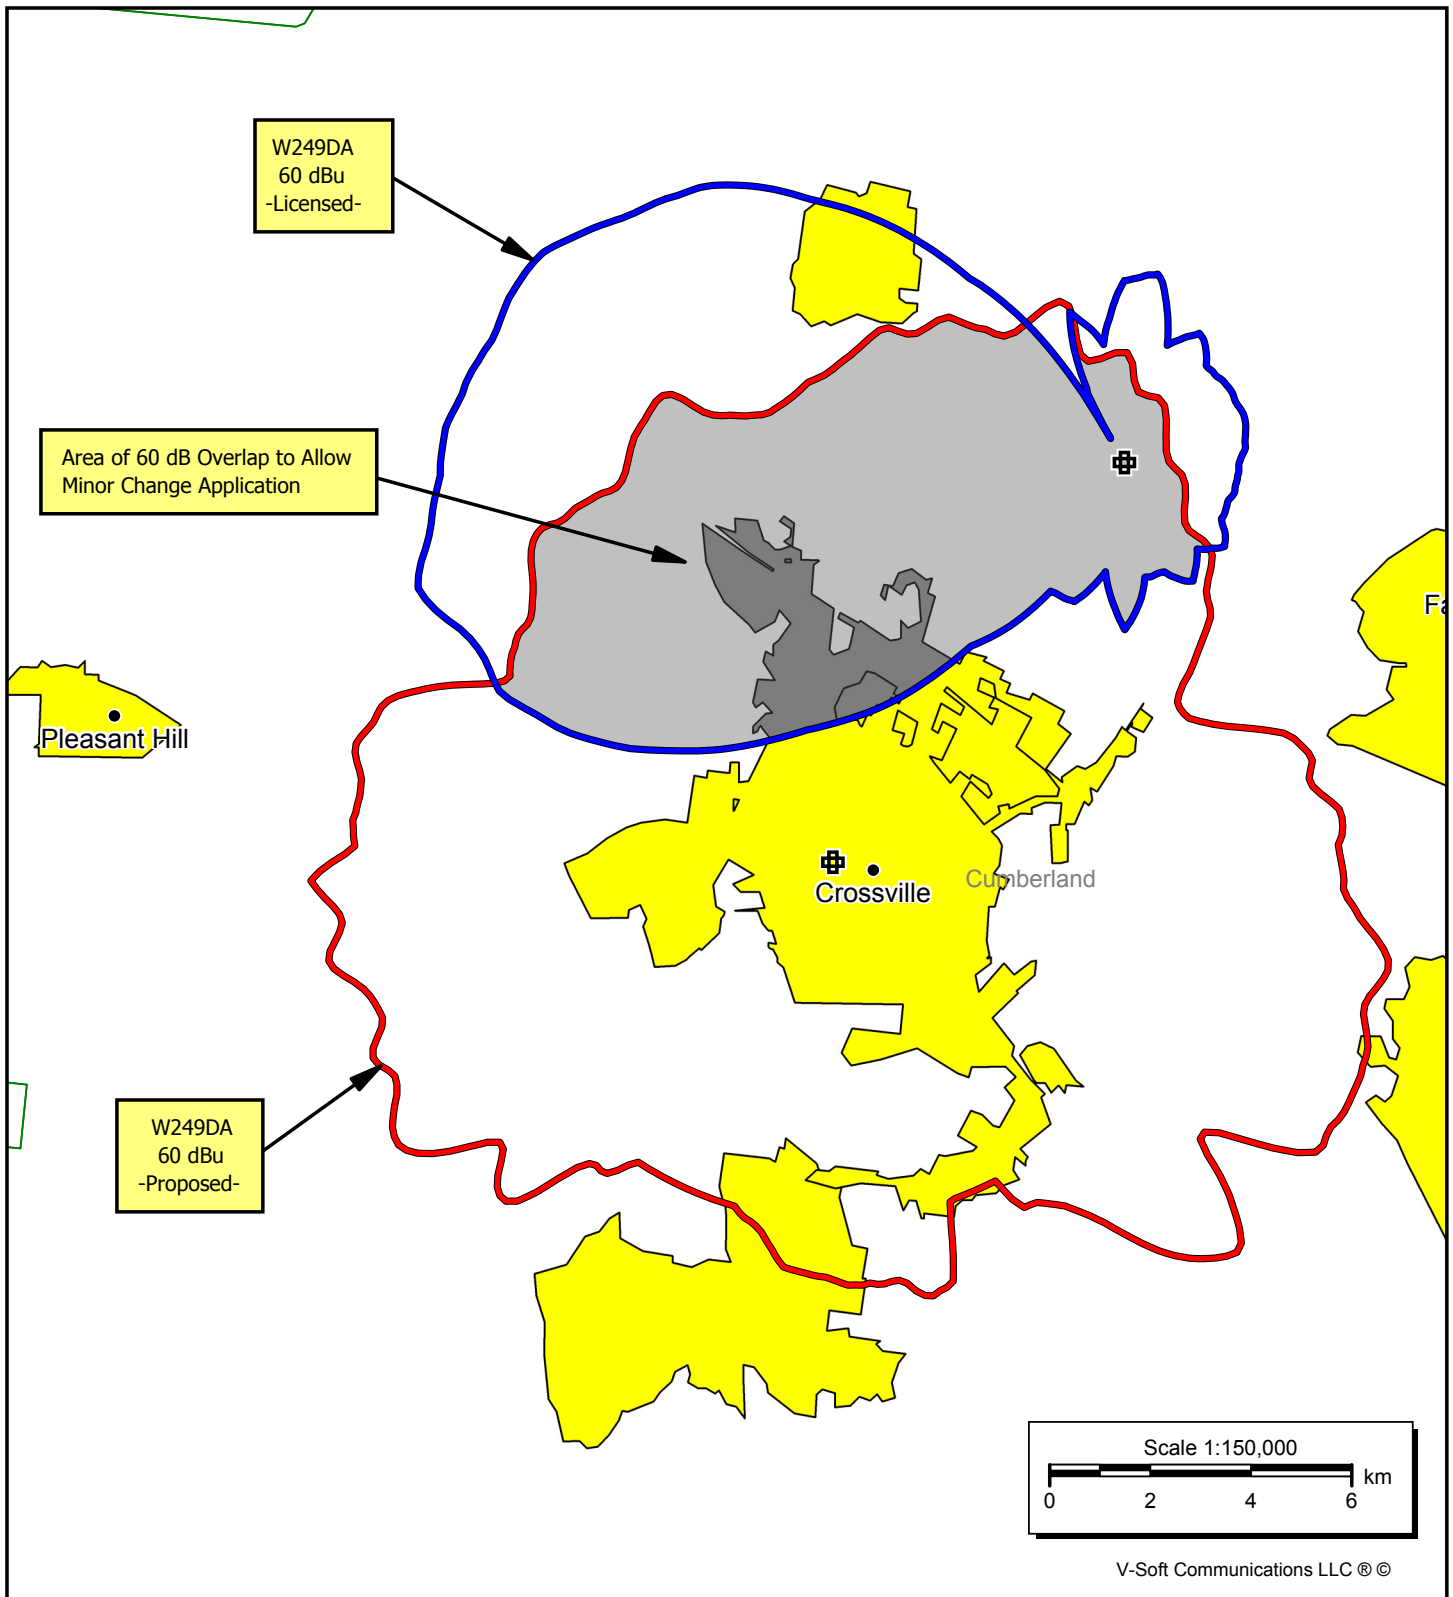 W249DA
60 dBu
-Licensed-
Area of 60 dB Overlap to Allow
Minor Change Application
Fa
Pleasant Hill
Crossville
Cumberland
W249DA
60 dBu
-Proposed-
Scale 1:150,000
km
0 2 4 6
V-Soft Communications LLC ® ©